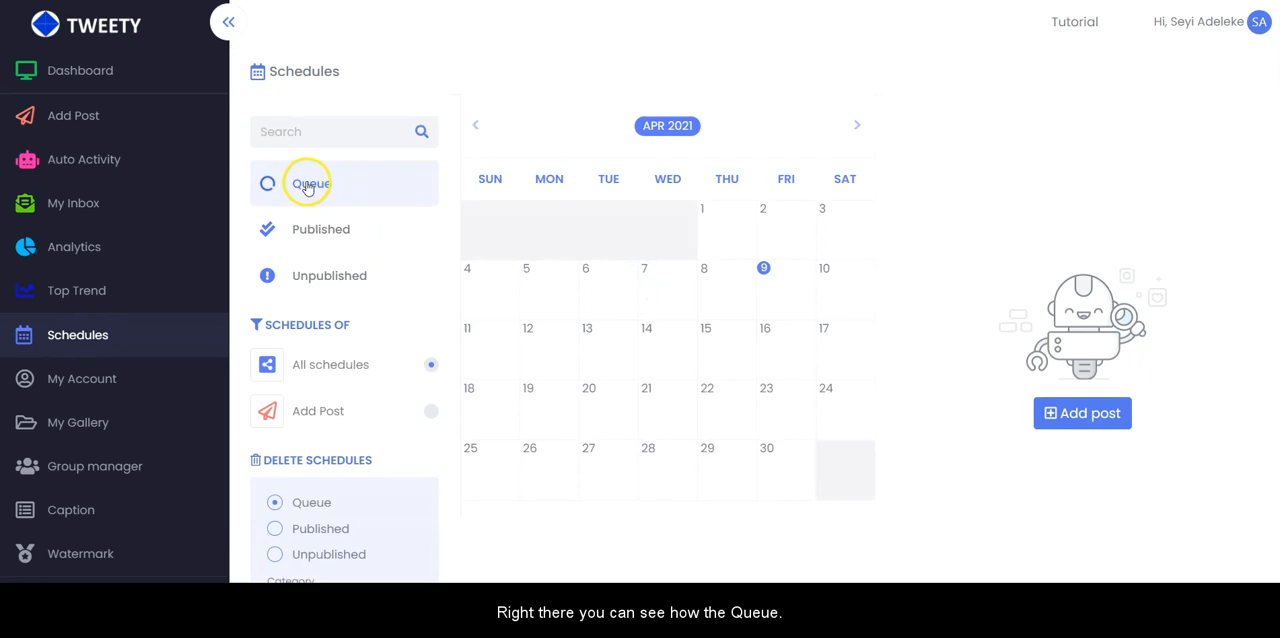 TWEETY
Tutorial
Hi, Seyi Adeleke SA
Dashboard
Add Post
Auto Activity
My Inbox
Analytics
Top Trend
Schedules
My Account
My Gallery
Group manager
Caption
Watermark
Schedules
Search
Queue
Published
Unpublished
SCHEDULES OF
All schedules
Add Post
DELETE SCHEDULES
Queue
Published
Unpublished
Category
APR 2021
SUN MON TUE WED THU FRI SAT
1 2 3
4 5 6 7 8 9 10
11 12 13 14 15 16 17
18 19 20 21 22 23 24
25 26 27 28 29 30
Add post
Right there you can see how the Queue.